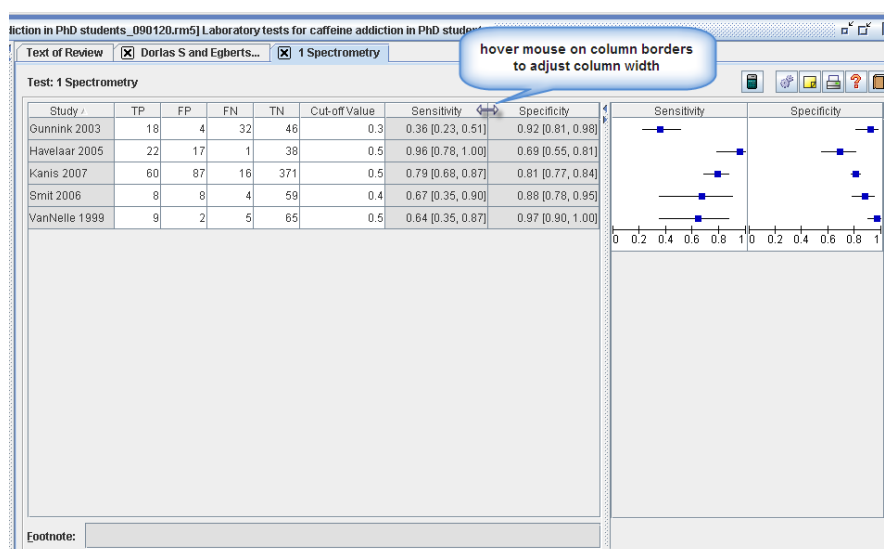 diction in PhD students_090120.rm5] Laboratory tests for caffeine addiction in PhD stude
Text of Review Dorlas S and Egberts... 1 Spectrometry
hover mouse on column borders
to adjust column width
Test: 1 Spectrometry
Study TP FP FN TN Cut-off Value Sensitivity Specificity Sensitivity Specificity
Gunnink 2003 18 4 32 46 0.3 0.36 [0.23, 0.51] 0.92 [0.81, 0.98]
Havelaar 2005 22 17 1 38 0.5 0.96 [0.78, 1.00] 0.69 [0.55, 0.81]
Kanis 2007 60 87 16 371 0.5 0.79 [0.68, 0.87] 0.81 [0.77, 0.84]
Smit 2006 8 8 4 59 0.4 0.67 [0.35, 0.90] 0.88 [0.78, 0.95]
VanNelle 1999 9 2 5 65 0.5 0.64 [0.35, 0.87] 0.97 [0.90, 1.00]
0 0.2 0.4 0.6 0.8 1 0 0.2 0.4 0.6 0.8 1
Footnote: